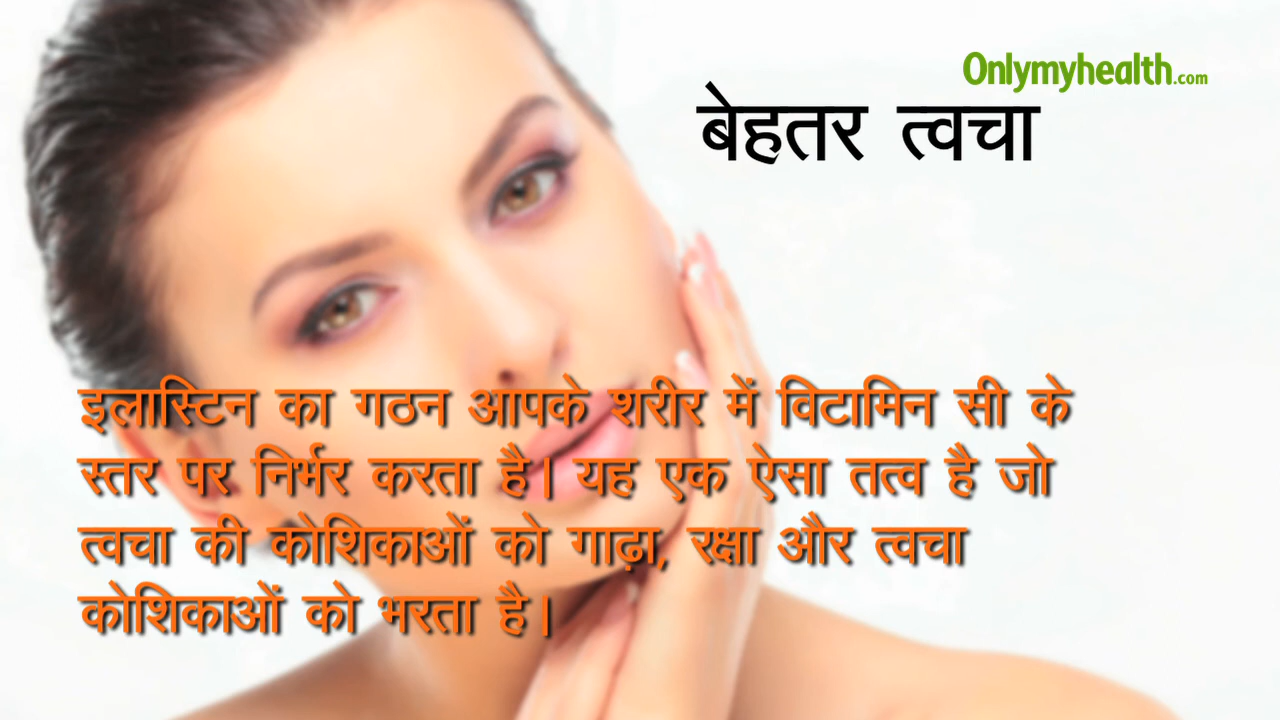 Onlymyhealth.com
बेहतर त्वचा
इलास्टिन का गठन आपके शरीर में विटामिन सी के
स्तर पर निर्भर करता है। यह एक ऐसा तत्व है जो
त्वचा की कोशिकाओं को गाढ़ा, रक्षा और त्वचा
कोशिकाओं को भरता है।